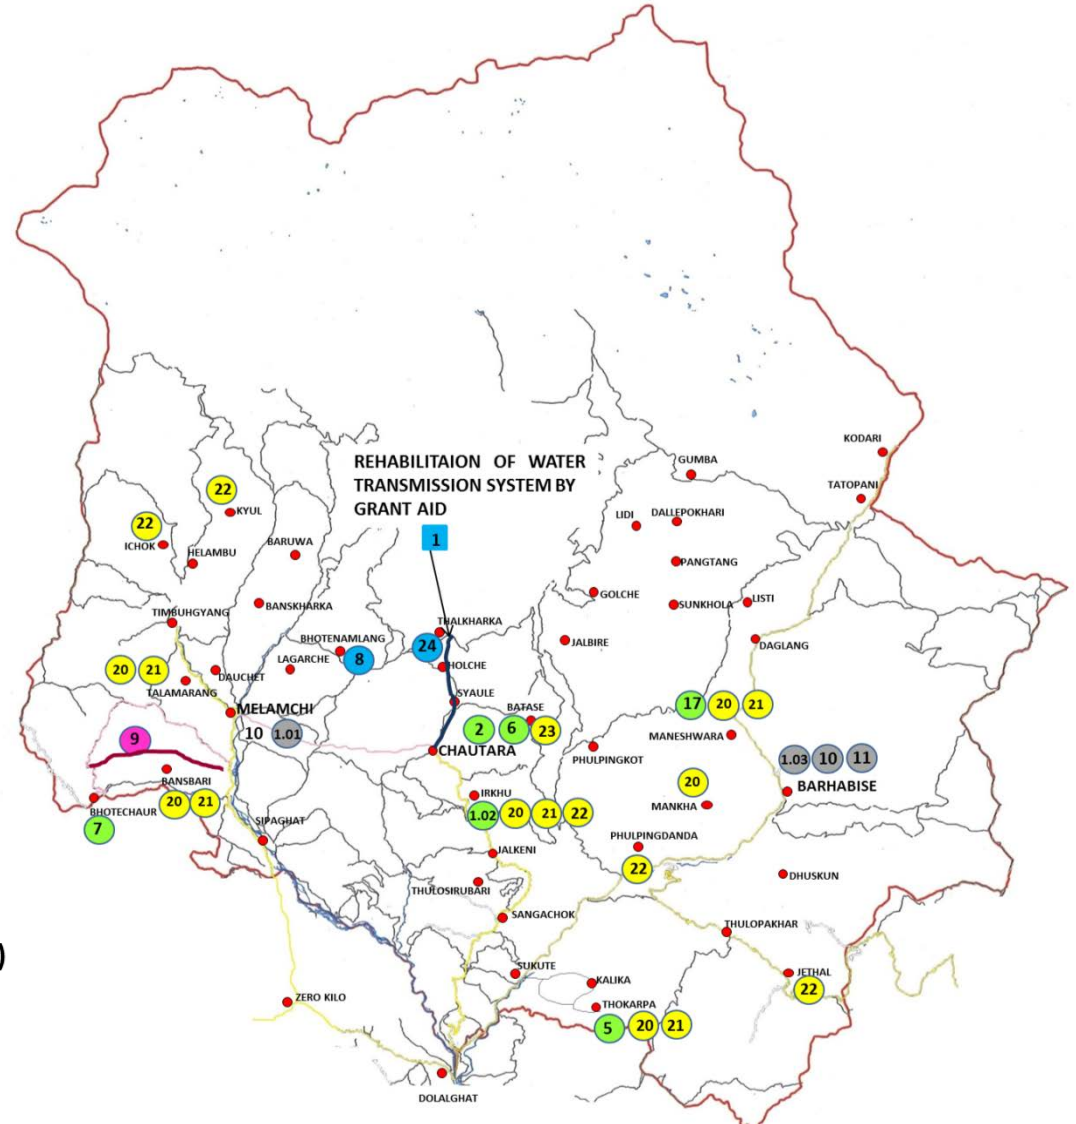 KODARI
REHABILITAION OF WATER
TRANSMISSION SYSTEM BY
GRANT AID
GUMBA
TATOPANI
22
KYUL
LIDI
DALLEPOKHARI
22
1
ICHOK
BARUWA
HELAMBU
PANGTANG
GOLCHE
BANSKHARKA
SUNKHOLA
LISTI
TIMBUHGYANG
THALKHARKA
BHOTENAMLANG
24
JALBIRE
DAGLANG
8
LAGARCHE
HOLCHE
20 21
DAUCHET
TALAMARANG
SYAULE
BATASE
17 20 21
MELAMCHI
2 6 23
10 1.01
MANESHWARA
9
CHAUTARA
PHULPINGKOT
1.03 10 11
BANSBARI
20
BARHABISE
IRKHU
20 21
MANKHA
BHOTECHAUR
1.02 20 21 22
SIPAGHAT
7
PHULPINGDANDA
JALKENI
22
DHUSKUN
THULOSIRUBARI
SANGACHOK
THULOPAKHAR
)
SUKUTE
JETHAL
KALIKA
22
ZERO KILO
THOKARPA
5 20 21
DOLALGHAT